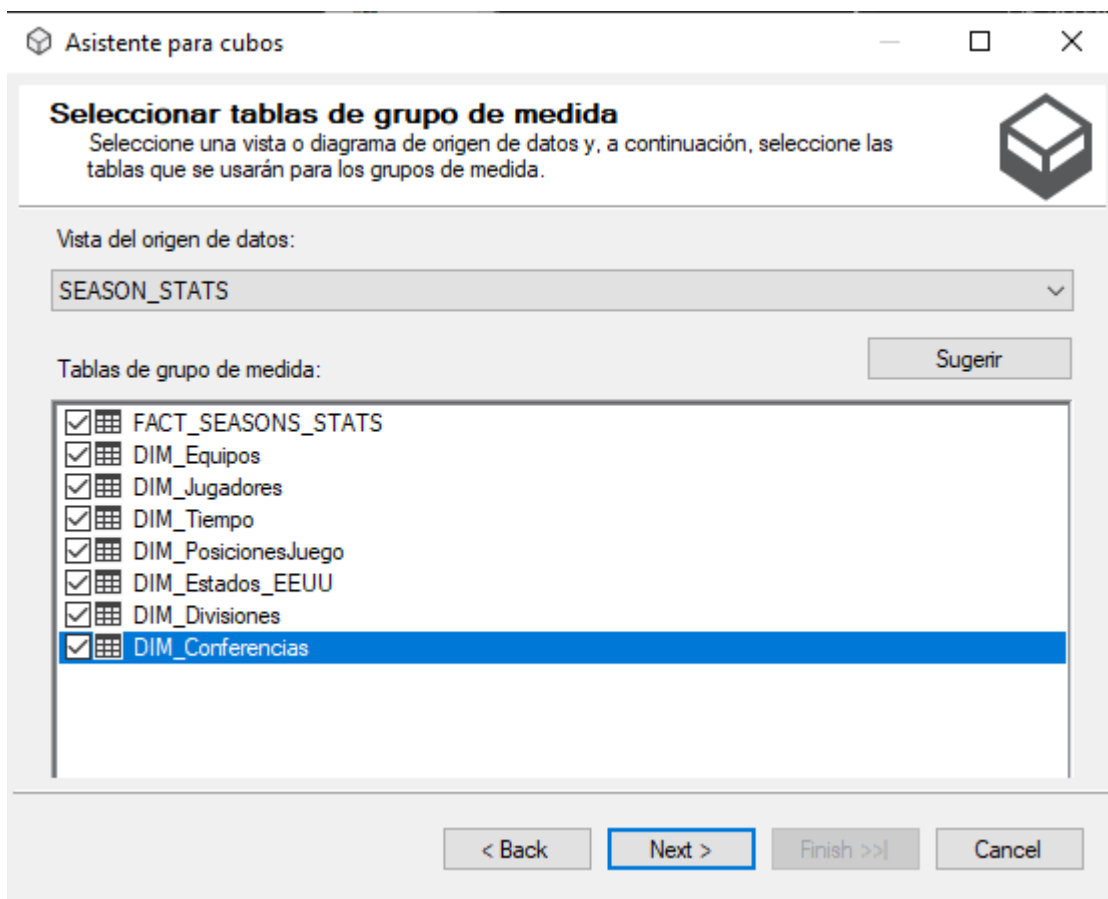 Asistente para cubos
Seleccionar tablas de grupo de medida
Seleccione una vista o diagrama de origen de datos y, a continuación, seleccione las
tablas que se usarán para los grupos de medida.
Vista del origen de datos:
SEASON_STATS
Sugerir
Tablas de grupo de medida:
FACT_SEASONS_STATS
DIM_Equipos
DIM_Jugadores
DIM_Tiempo
DIM_PosicionesJuego
DIM_Estados_EEUU
DIM_Divisiones
DIM_Conferencias
< Back Next > Finish >>| Cancel